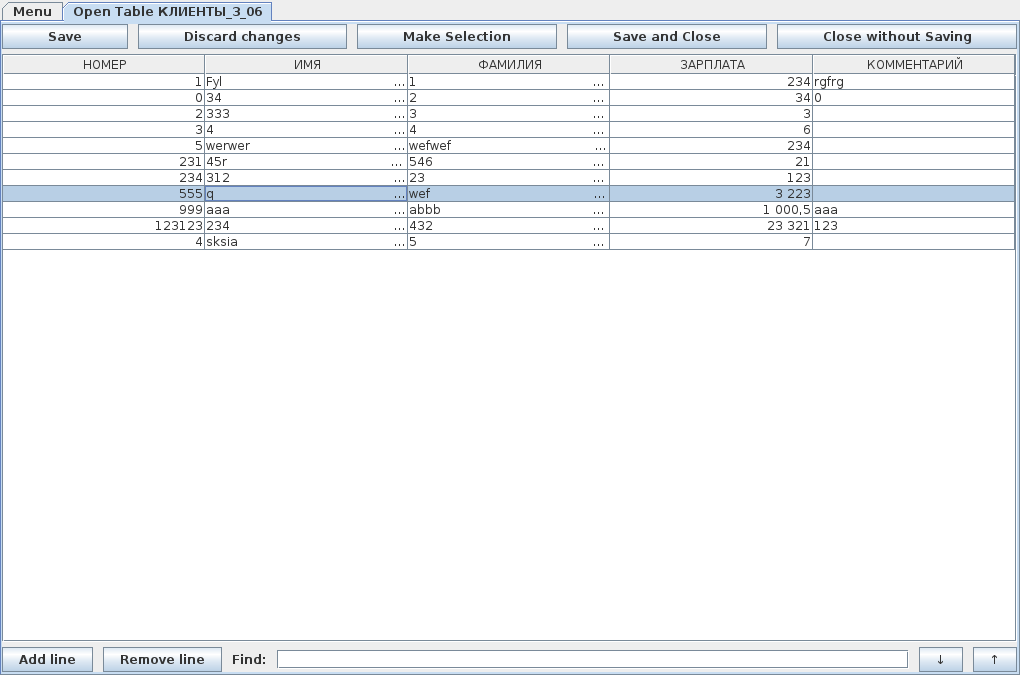 Menu Open Table КЛИЕНТЫ_3_06
Save Discard changes Make Selection Save and Close Close without Saving
НОМЕР ИМЯ ФАМИЛИЯ ЗАРПЛАТА КОММЕНТАРИЙ
1 Fyl ... 1 ... 234 rgfrg
0 34 ... 2 ... 34 0
2 333 ... 3 ... 3
3 4 ... 4 ... 6
5 werwer ... wefwef ... 234
231 45r ... 546 ... 21
234 312 ... 23 ... 123
555 q ... wef ... 3 223
999 aaa ... abbb ... 1 000,5 aaa
123123 234 ... 432 ... 23 321 123
4 sksia ... 5 ... 7
Add line Remove line Find: ↓ ↑